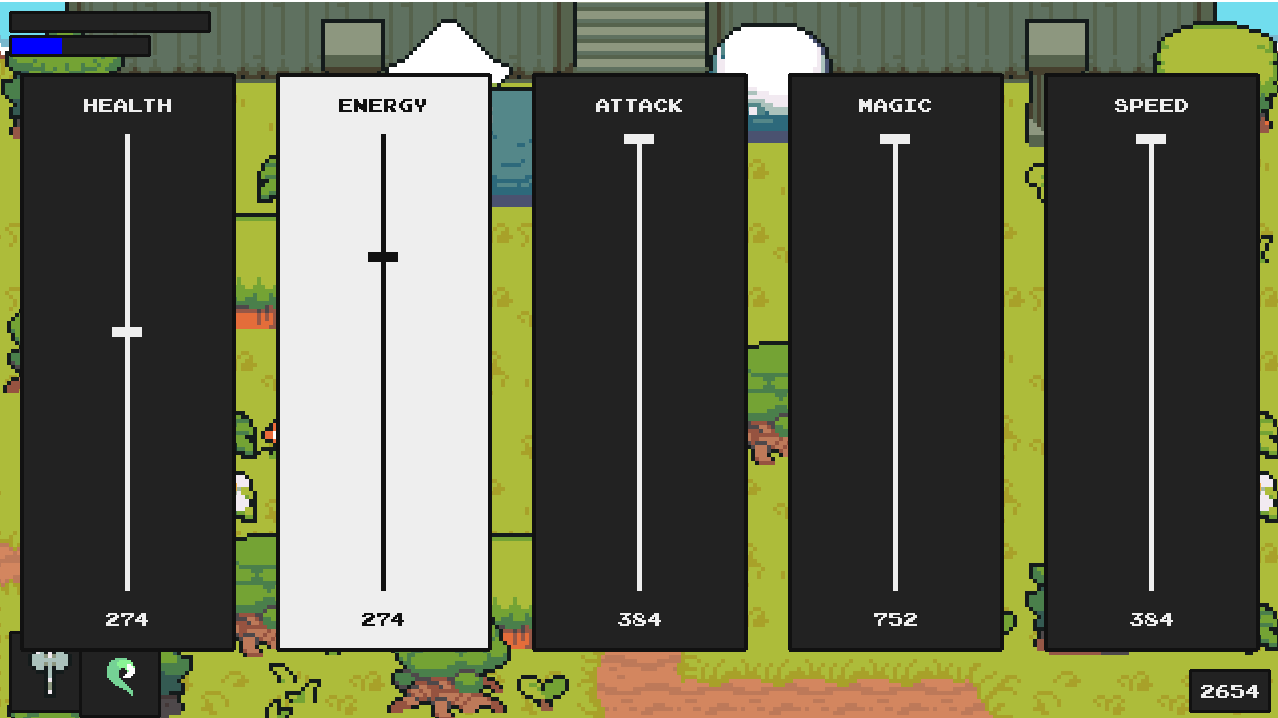 HEALTH
ENERGY
ATTACK
MAGIC
SPEED
274
274
384
752
384
2654